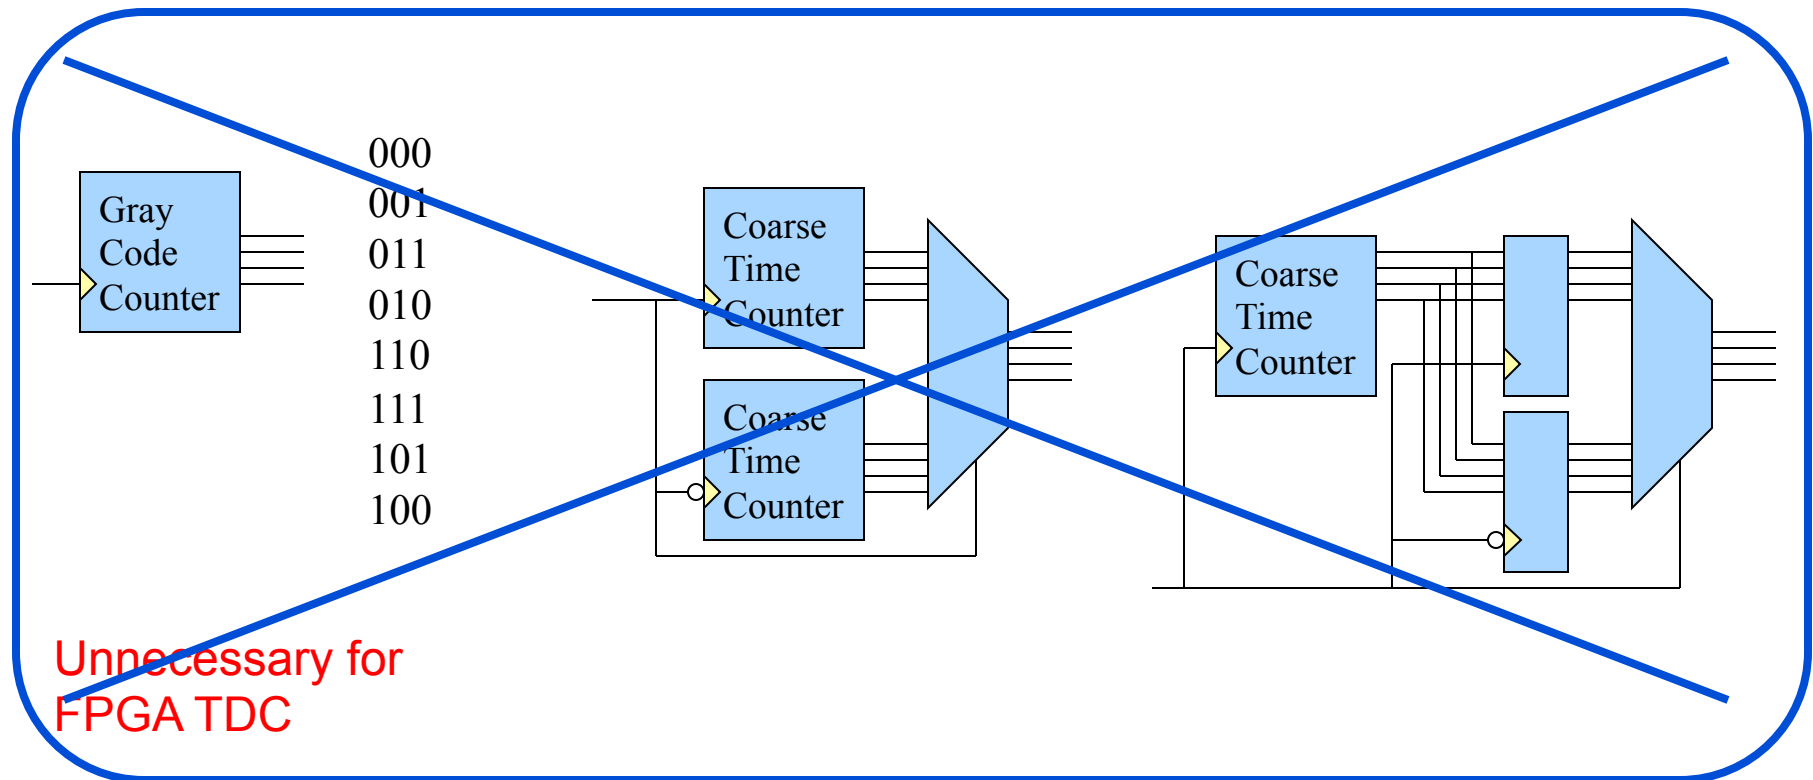 Gray
Code
Counter
000
001
011
010
110
111
101
100
Coarse
Time
Counter
Coarse
Time
Counter
Coarse
Time
Counter
Unnecessary for
FPGA TDC